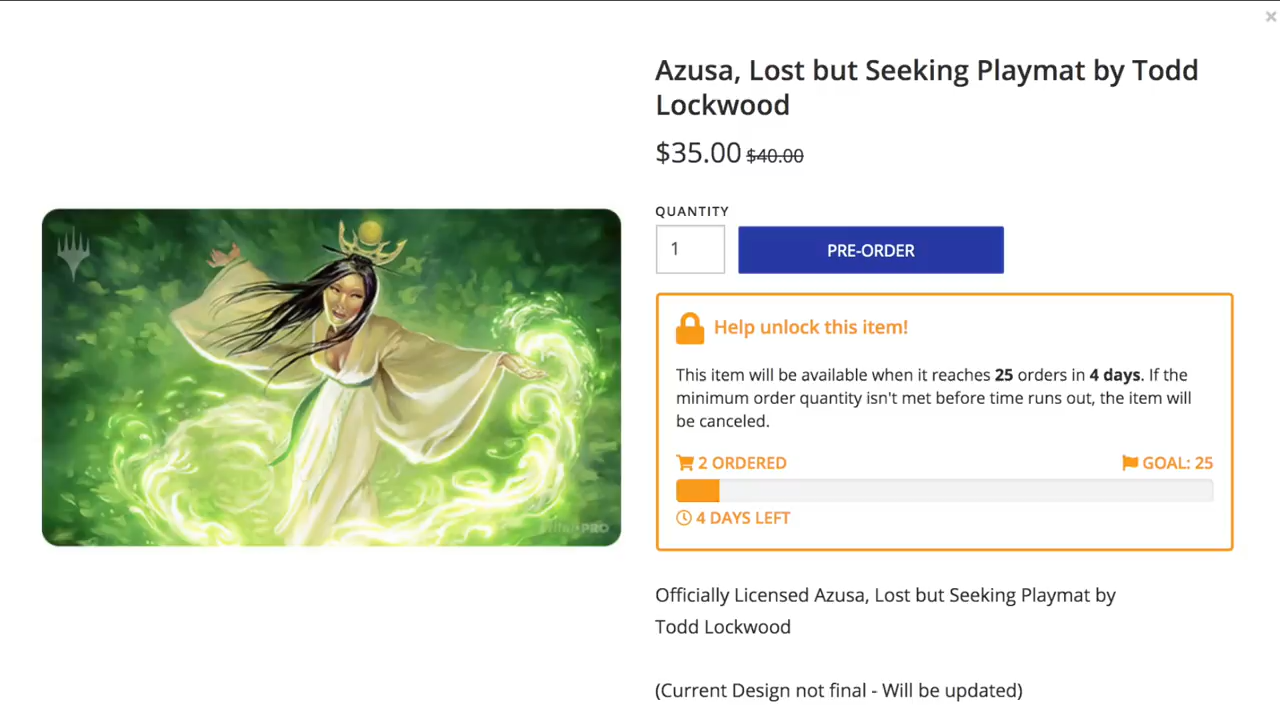 ×
Azusa, Lost but Seeking Playmat by Todd
Lockwood
$35.00 $40.00
QUANTITY
1
PRE-ORDER
Help unlock this item!
This item will be available when it reaches 25 orders in 4 days. If the
minimum order quantity isn't met before time runs out, the item will
be canceled.
2 ORDERED
GOAL: 25
4 DAYS LEFT
PRO
Officially Licensed Azusa, Lost but Seeking Playmat by
Todd Lockwood
(Current Design not final - Will be updated)